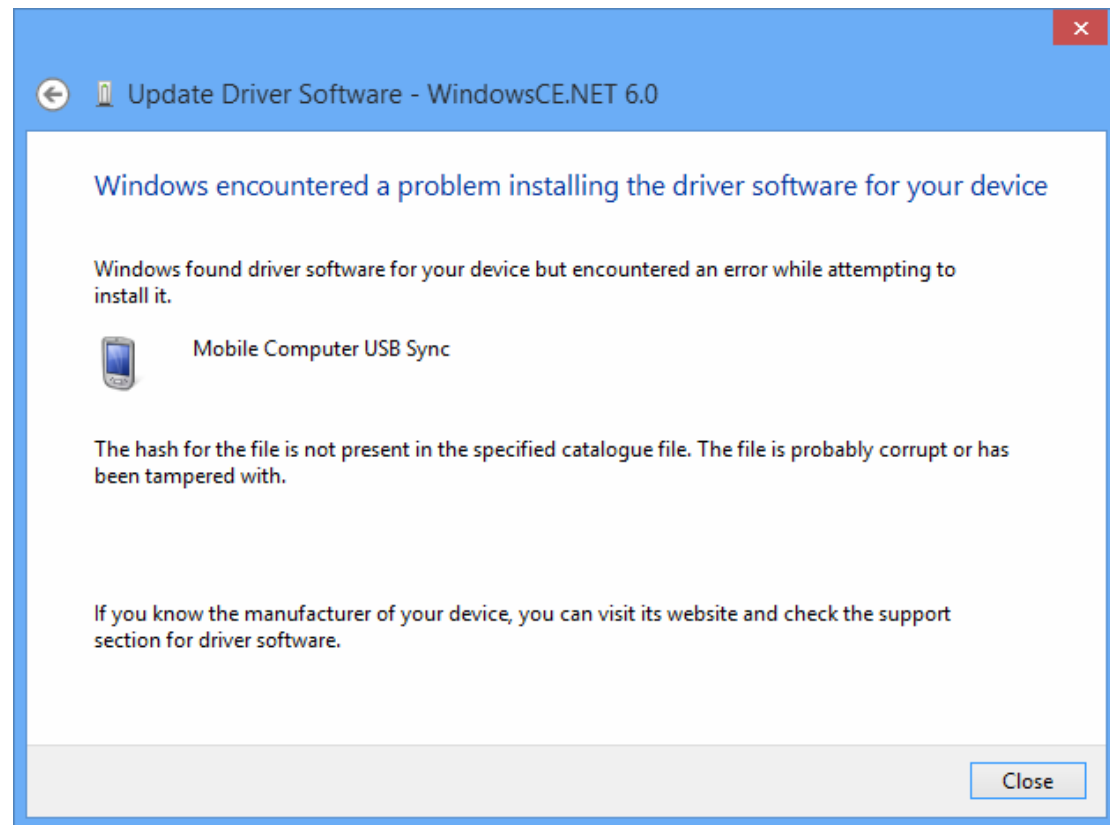 Update Driver Software - WindowsCE.NET 6.0
Windows encountered a problem installing the driver software for your device
Windows found driver software for your device but encountered an error while attempting to
install it.
Mobile Computer USB Sync
The hash for the file is not present in the specified catalogue file. The file is probably corrupt or has
been tampered with.
If you know the manufacturer of your device, you can visit its website and check the support
section for driver software.
Close